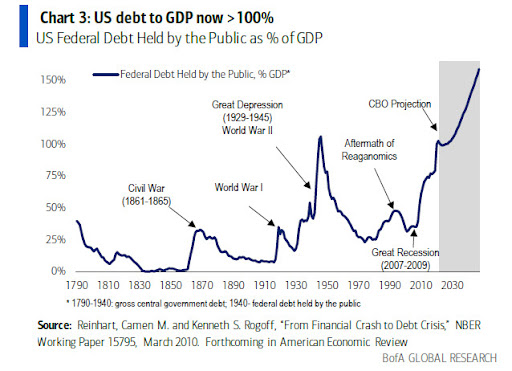 Chart 3: US debt to GDP now >100%
US Federal Debt Held by the Public as % of GDP
150%
125%
100%
75%
50%
25%
0%
Federal Debt Held by the Public, % GDP*
Great Depression
(1929-1945)
World War II
CBO Projection
Aftermath of
Reaganomics
Civil War
(1861-1865)
World War I
Great Recession
(2007-2009)
1790 1810 1830 1850 1870 1890 1910 1930 1950 1970 1990 2010 2030
* 1790-1940: gross central government debt; 1940- federal debt held by the public
Source: Reinhart, Camen M. and Kenneth S. Rogoff, "From Financial Crash to Debt Crisis," NBER
Working Paper 15795, March 2010. Forthcoming in American Economic Review
BofA GLOBAL RESEARCH